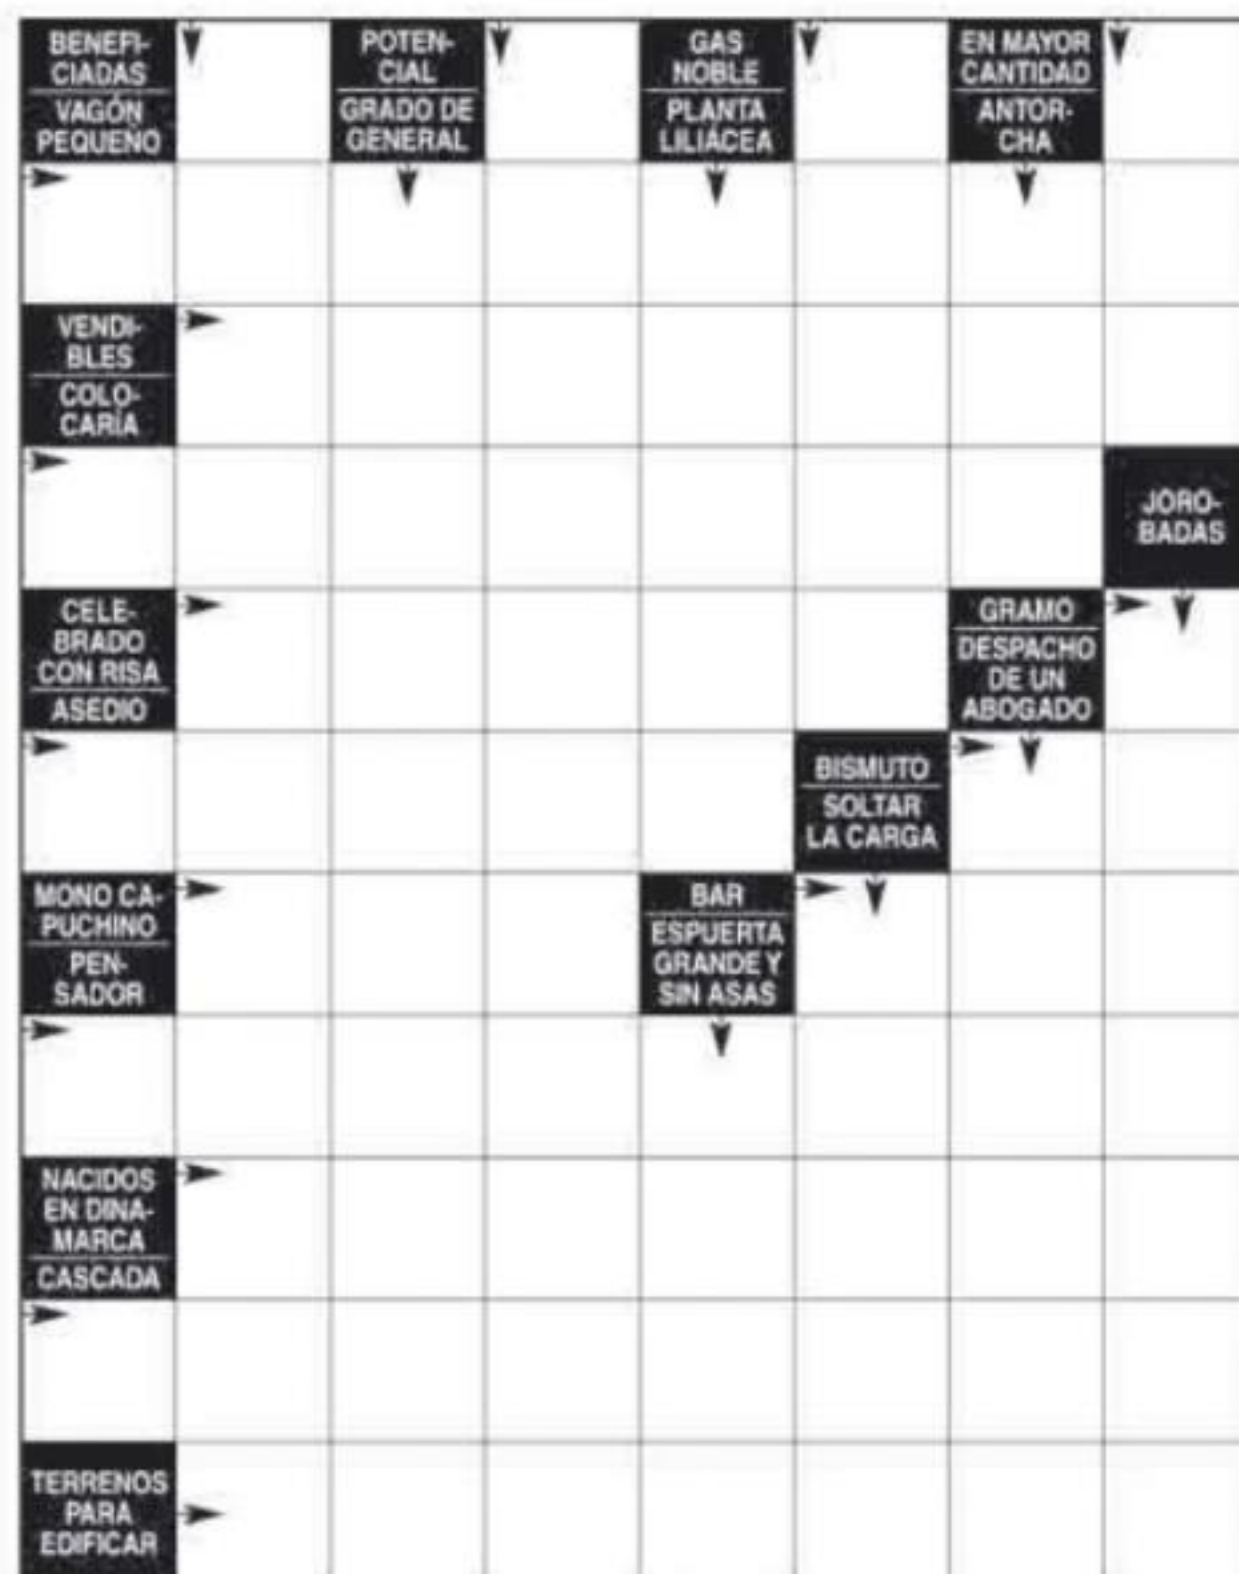 BENEFI-
CIADAS
VAGÓN
PEQUEÑO
POTEN-
CIAL
GRADO DE
GENERAL
GAS
NOBLE
PLANTA
LILIÁCEA
EN MAYOR
CANTIDAD
ANTOR-
CHA
VENDI-
BLES
COLO-
CARÍA
JORO-
BADAS
CELE-
BRADO
CON RISA
ASEDIO
GRAMO
DESPACHO
DE UN
ABOGADO
BISMUTO
SOLTAR
LA CARGA
MONO CA-
PUCHINO
PEN-
SADOR
BAR
ESPUERTA
GRANDE Y
SIN ASAS
NACIDOS
EN DINA-
MARCA
CASCADA
TERRENOS
PARA
EDIFICAR